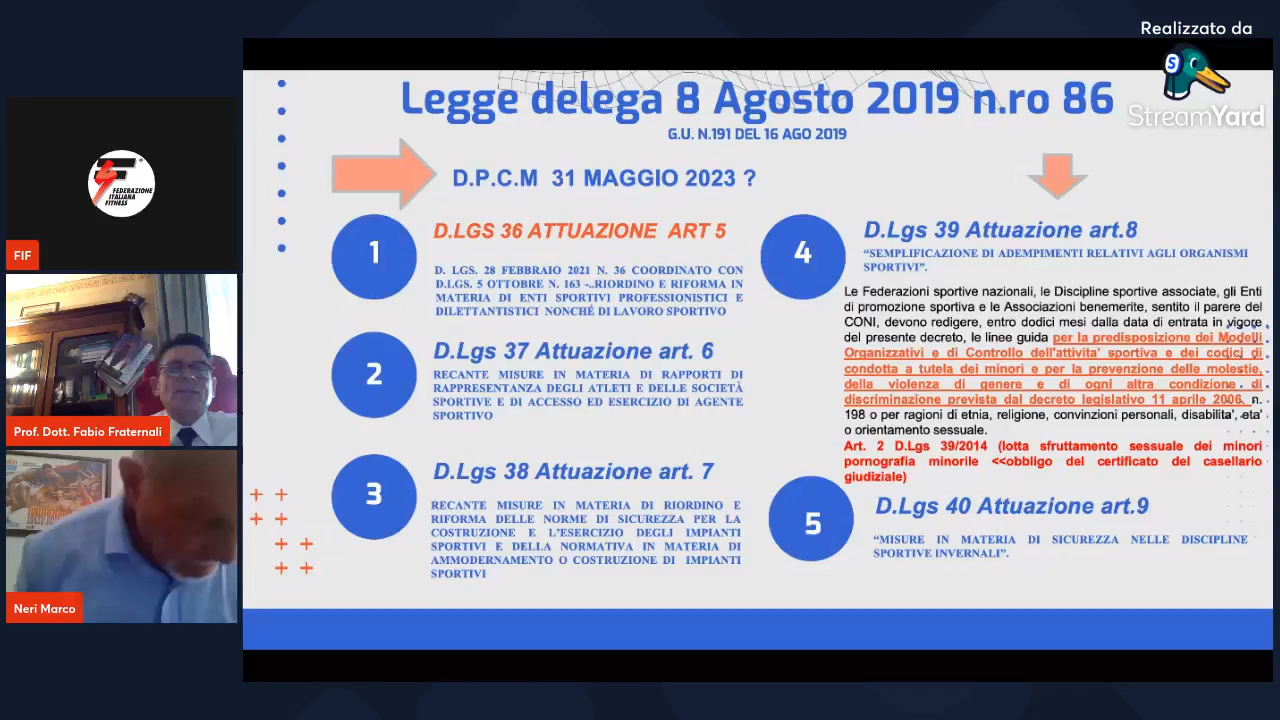 Realizzato da
StreamYard
S
FEDERAZIONE
ITALIANA
FITNESS
FIF
Prof. Dott. Fabio Fraternali
Neri Marco
Legge delega 8 Agosto 2019 n.ro 86
G.U. N.191 DEL 16 AGO 2019
D.P.C.M 31 MAGGIO 2023 ?
1
D.LGS 36 ATTUAZIONE ART 5
D. LGS. 28 FEBBRAIO 2021 N. 36 COORDINATO CON
D.LGS. 5 OTTOBRE N. 163 -..RIORDINO E RIFORMA IN
MATERIA DI ENTI SPORTIVI PROFESSIONISTICI E
DILETTANTISTICI NONCHÉ DI LAVORO SPORTIVO
2
D.Lgs 37 Attuazione art. 6
RECANTE MISURE IN MATERIA DI RAPPORTI DI
RAPPRESENTANZA DEGLI ATLETI E DELLE SOCIETÀ
SPORTIVE E DI ACCESSO ED ESERCIZIO DI AGENTE
SPORTIVO
3
D.Lgs 38 Attuazione art. 7
RECANTE MISURE IN MATERIA DI RIORDINO E
RIFORMA DELLE NORME DI SICUREZZA PER LA
COSTRUZIONE E L'ESERCIZIO DEGLI IMPIANTI
SPORTIVI E DELLA NORMATIVA IN MATERIA DI
AMMODERNAMENTO O COSTRUZIONE DI IMPIANTI
SPORTIVI
4
D.Lgs 39 Attuazione art.8
“SEMPLIFICAZIONE DI ADEMPIMENTI RELATIVI AGLI ORGANISMI
SPORTIVI”.
Le Federazioni sportive nazionali, le Discipline sportive associate, gli Enti
di promozione sportiva e le Associazioni benemerite, sentito il parere del
CONI, devono redigere, entro dodici mesi dalla data di entrata in vigore
del presente decreto, le linee guida per la predisposizione dei Modelli
Organizzativi e di Controllo dell'attivita' sportiva e dei codici di
condotta a tutela dei minori e per la prevenzione delle molestie,
della violenza di genere e di ogni altra condizione di
discriminazione prevista dal decreto legislativo 11 aprile 2006, n.
198 o per ragioni di etnia, religione, convinzioni personali, disabilita', eta'
o orientamento sessuale.
Art. 2 D.Lgs 39/2014 (lotta sfruttamento sessuale dei minori
pornografia minorile <<obbligo del certificato del casellario
giudiziale)
5
D.Lgs 40 Attuazione art.9
“MISURE IN MATERIA DI SICUREZZA NELLE DISCIPLINE
SPORTIVE INVERNALI”.